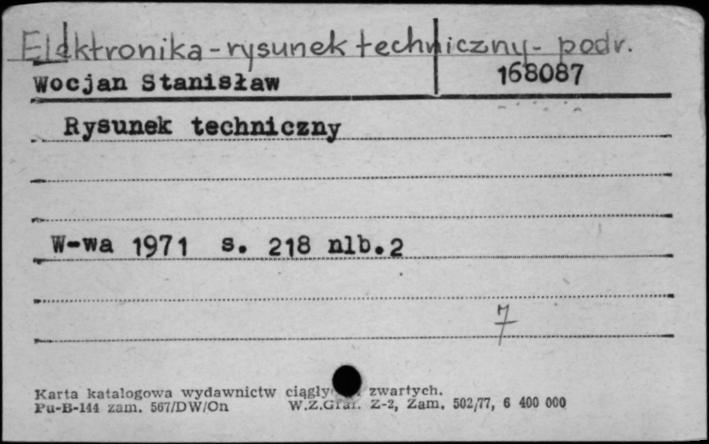 Elektronika - rysunek techniczny - podr.
Wocjan Stanisław 168087
Rysunek techniczny
W-wa 1971 s. 218 nlb.2
7
Karta katalogowa wydawnictw zwartych.
Pu-B-144 zam. 567/DW/On W.Z.Graf. Z-2, Zam. 502/77, 6 400 000